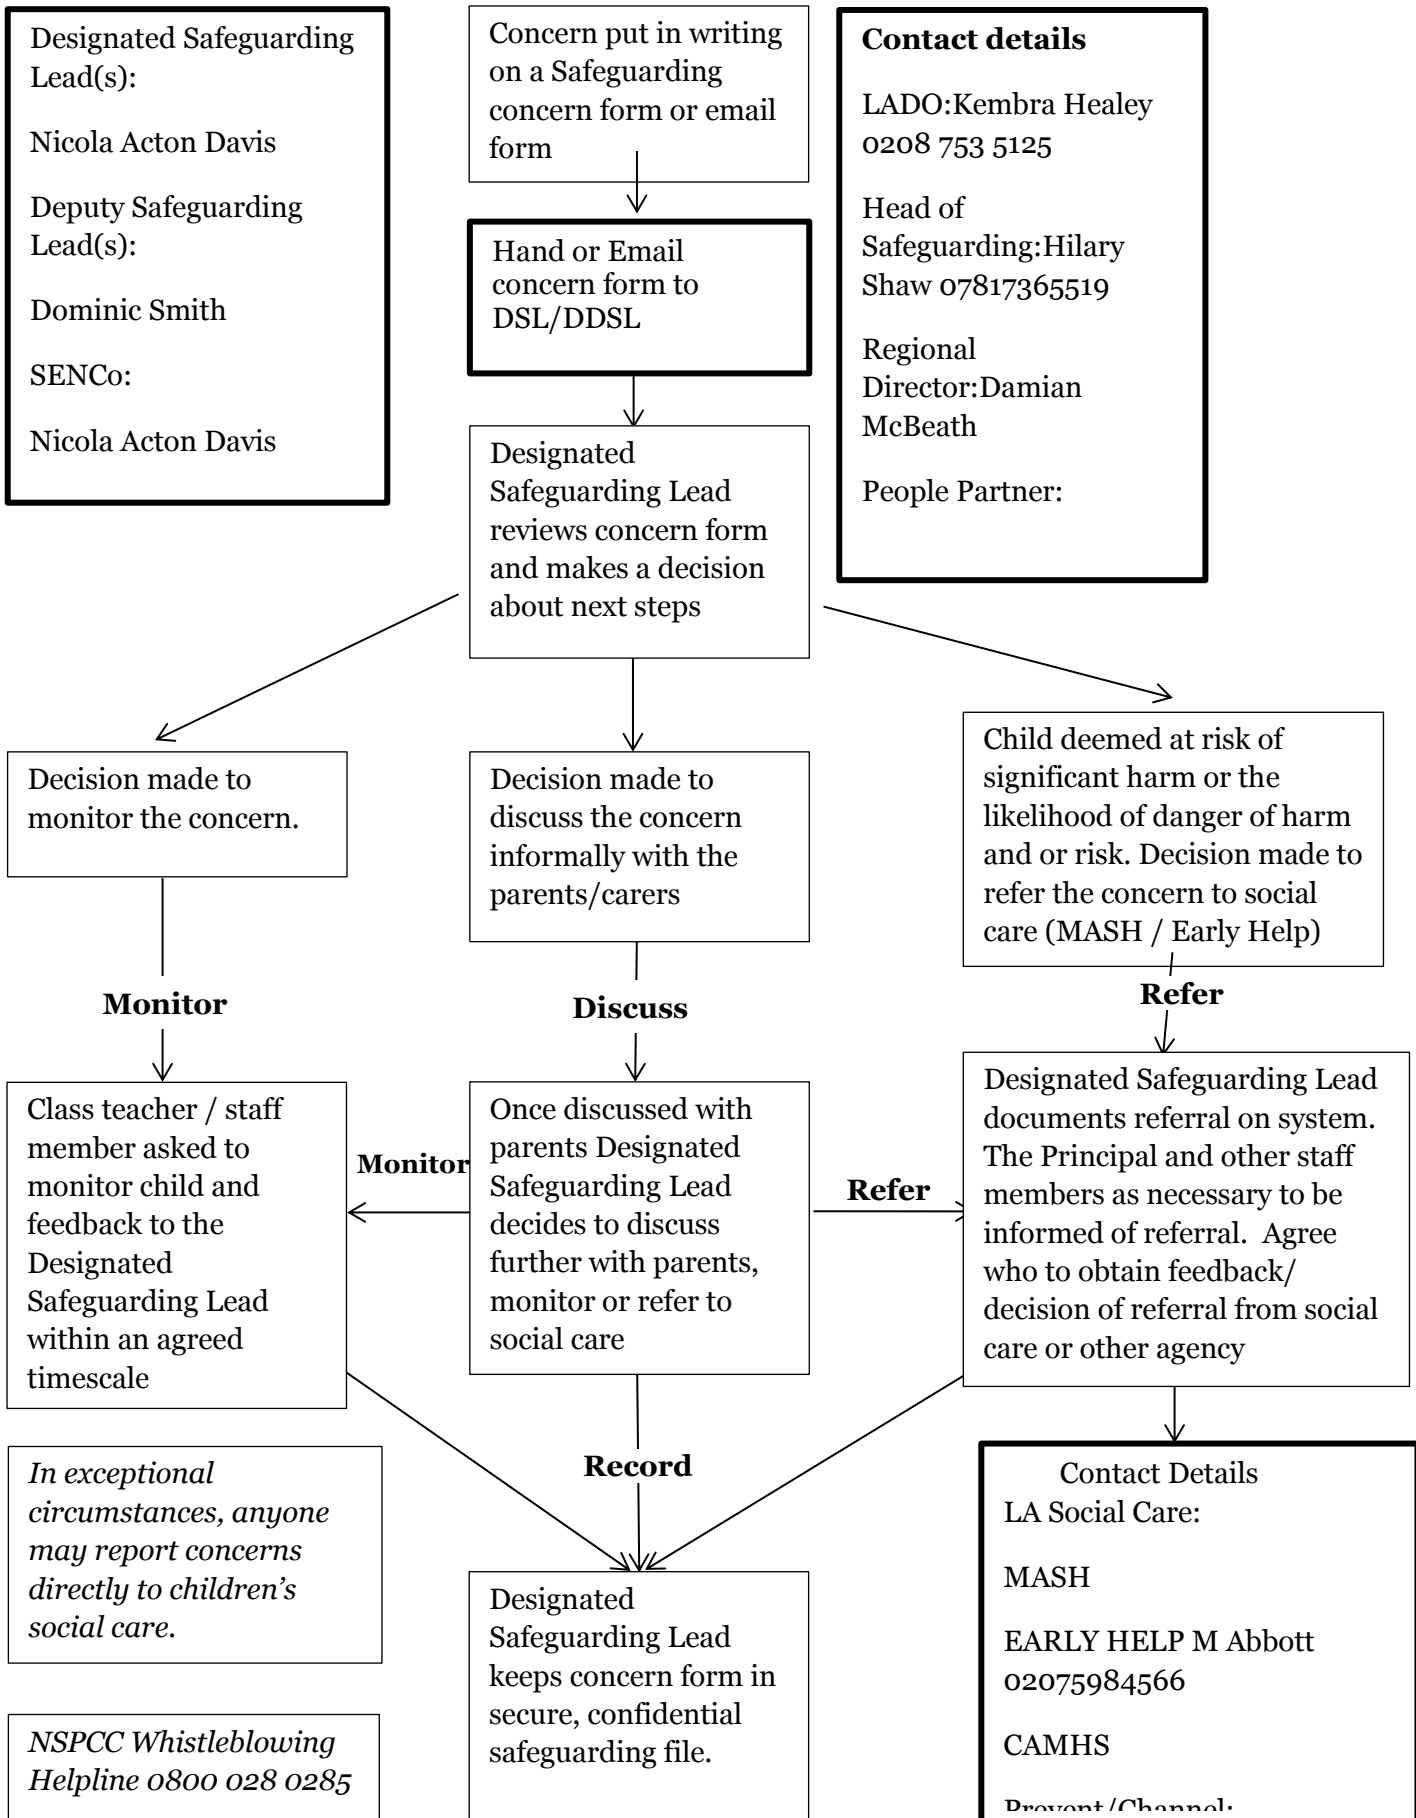 Designated Safeguarding
Lead(s):
Nicola Acton Davis
Deputy Safeguarding
Lead(s):
Dominic Smith
SENCo:
Nicola Acton Davis
Concern put in writing
on a Safeguarding
concern form or email
form
Contact details
LADO:Kembra Healey
0208 753 5125
Head of
Safeguarding:Hilary
Shaw 07817365519
Regional
Director:Damian
McBeath
People Partner:
Hand or Email
concern form to
DSL/DDSL
Designated
Safeguarding Lead
reviews concern form
and makes a decision
about next steps
Decision made to
monitor the concern.
Decision made to
discuss the concern
informally with the
parents/carers
Child deemed at risk of
significant harm or the
likelihood of danger of harm
and or risk. Decision made to
refer the concern to social
care (MASH / Early Help)
Monitor
Discuss
Refer
Class teacher / staff
member asked to
monitor child and
feedback to the
Designated
Safeguarding Lead
within an agreed
timescale
Monitor
Once discussed with
parents Designated
Safeguarding Lead
decides to discuss
further with parents,
monitor or refer to
social care
Refer
Designated Safeguarding Lead
documents referral on system.
The Principal and other staff
members as necessary to be
informed of referral.  Agree
who to obtain feedback/
decision of referral from social
care or other agency
In exceptional
circumstances, anyone
may report concerns
directly to children’s
social care.
Record
Designated
Safeguarding Lead
keeps concern form in
secure, confidential
safeguarding file.
Contact Details
LA Social Care:
MASH
EARLY HELP M Abbott
02075984566
CAMHS
Prevent/Channel:
NSPCC Whistleblowing
Helpline 0800 028 0285